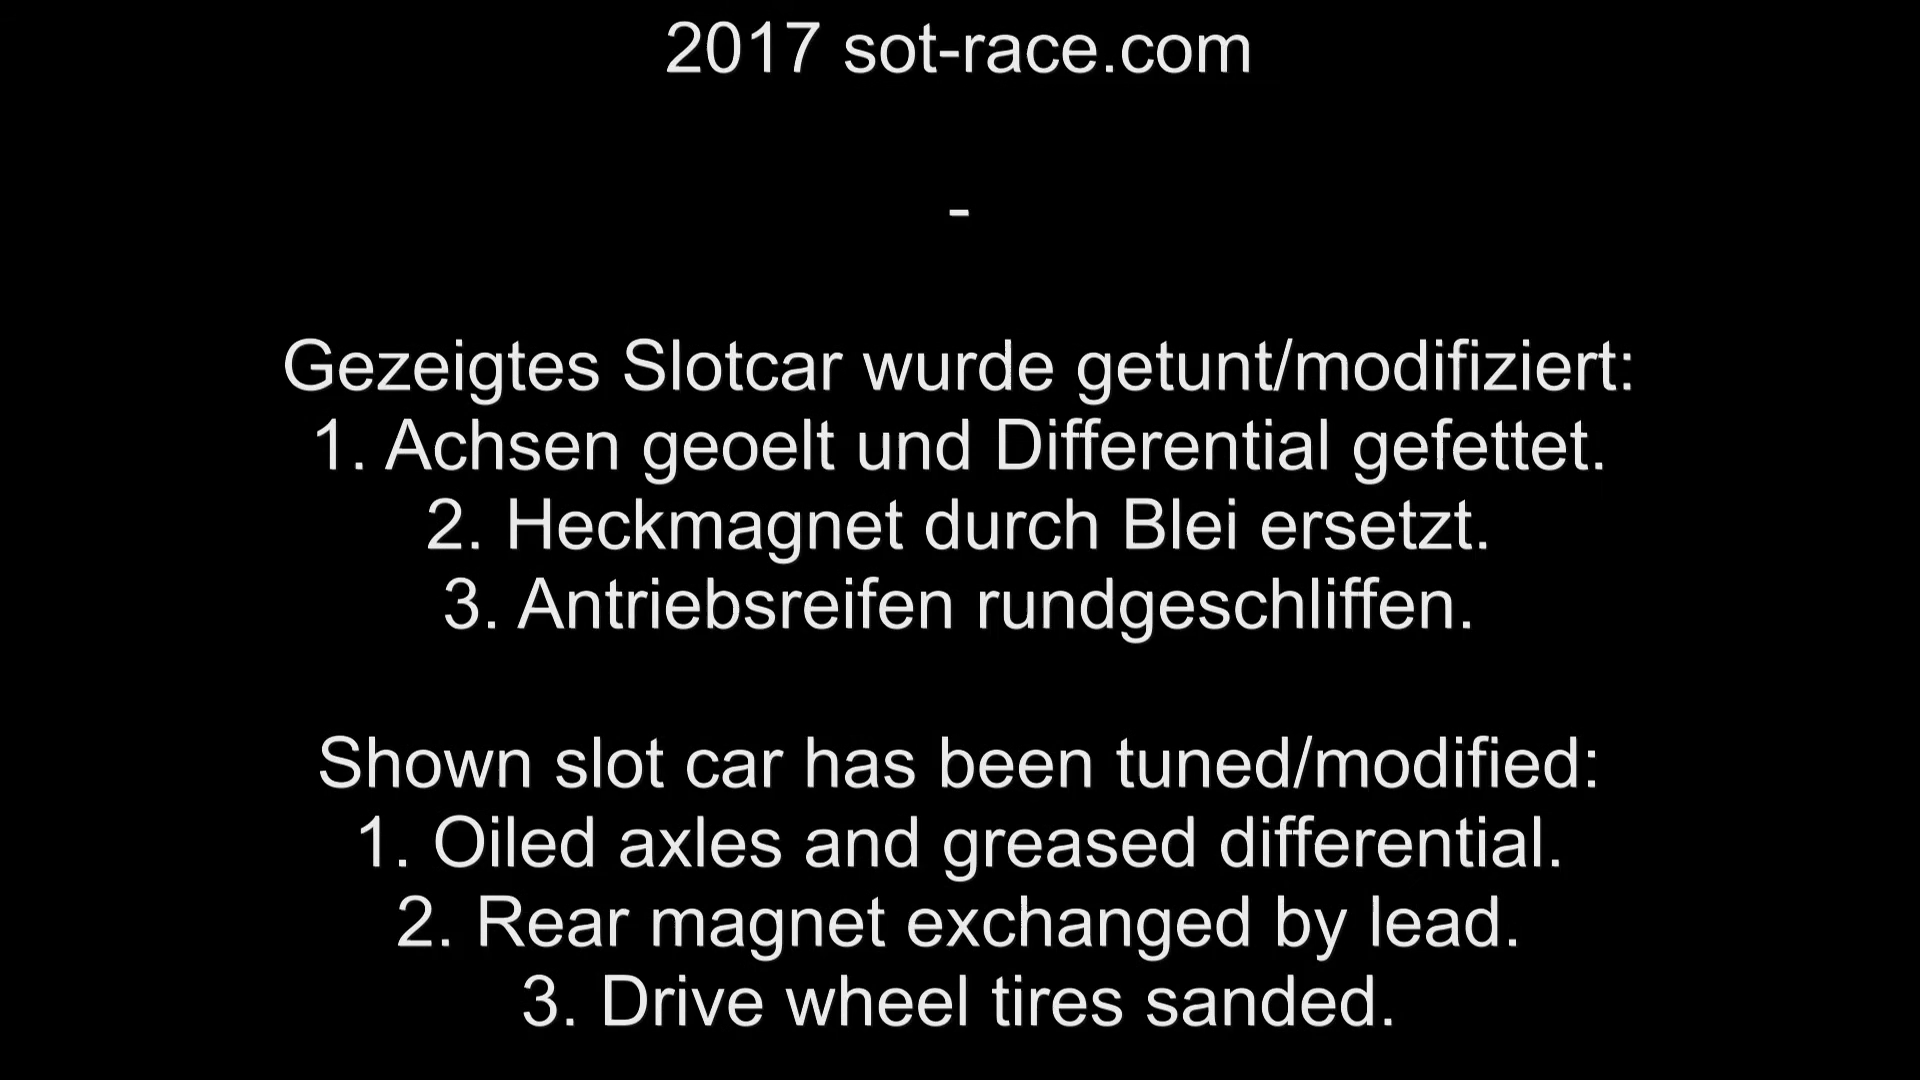 2017 sot-race.com
-
Gezeigtes Slotcar wurde getunt/modifiziert:
1. Achsen geoelt und Differential gefettet.
2. Heckmagnet durch Blei ersetzt.
3. Antriebsreifen rundgeschliffen.
Shown slot car has been tuned/modified:
1. Oiled axles and greased differential.
2. Rear magnet exchanged by lead.
3. Drive wheel tires sanded.